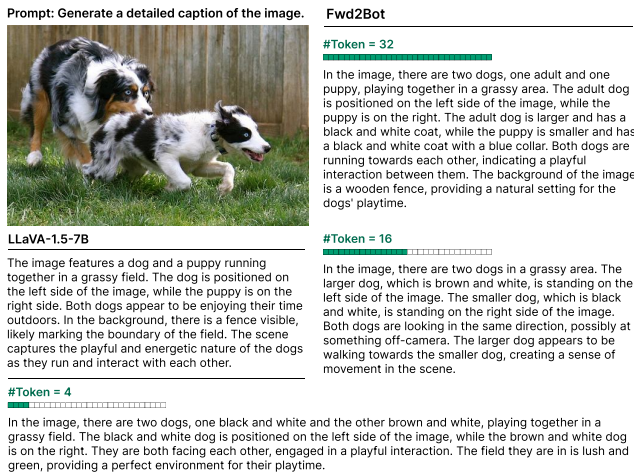 Prompt: Generate a detailed caption of the image.
LLaVA-1.5-7B
The image features a dog and a puppy running
together in a grassy field. The dog is positioned on
the left side of the image, while the puppy is on the
right side. Both dogs appear to be enjoying their time
outdoors. In the background, there is a fence visible,
likely marking the boundary of the field. The scene
captures the playful and energetic nature of the dogs
as they run and interact with each other.
Fwd2Bot
#Token = 32
In the image, there are two dogs, one adult and one
puppy, playing together in a grassy area. The adult dog
is positioned on the left side of the image, while the
puppy is on the right. The adult dog is larger and has a
black and white coat, while the puppy is smaller and has
a black and white coat with a blue collar. Both dogs are
running towards each other, indicating a playful
interaction between them. The background of the image
is a wooden fence, providing a natural setting for the
dogs' playtime.
#Token = 16
In the image, there are two dogs in a grassy area. The
larger dog, which is brown and white, is standing on the
left side of the image. The smaller dog, which is black
and white, is standing on the right side of the image.
Both dogs are looking in the same direction, possibly at
something off-camera. The larger dog appears to be
walking towards the smaller dog, creating a sense of
movement in the scene.
#Token = 4
In the image, there are two dogs, one black and white and the other brown and white, playing together in a
grassy field. The black and white dog is positioned on the left side of the image, while the brown and white dog
is on the right. They are both facing each other, engaged in a playful interaction. The field they are in is lush and
green, providing a perfect environment for their playtime.